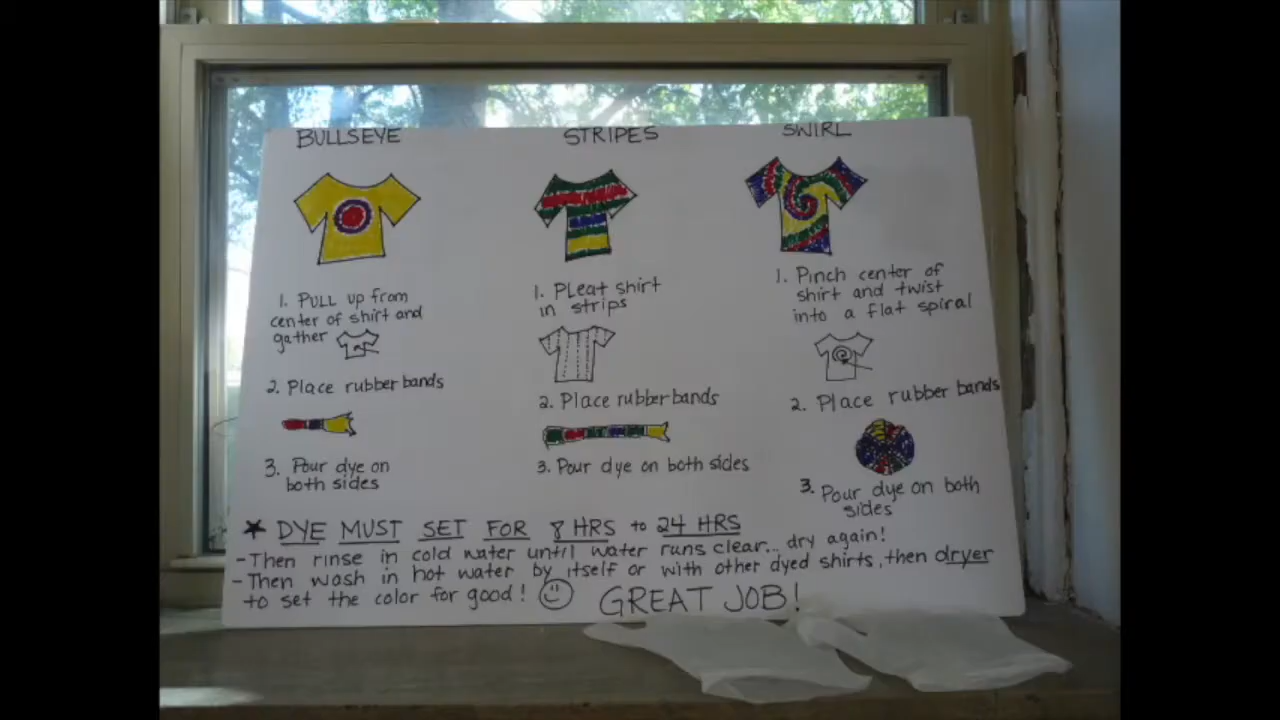 BULLSEYE
1. PULL up from
center of shirt and
gather
2. Place rubber bands
3. Pour dye on
both sides
STRIPES
1. Pleat shirt
in strips
2. Place rubber bands
3. Pour dye on both sides
SWIRL
1. Pinch center of
shirt and twist
into a flat spiral
2. Place rubber bands
3. Pour dye on both
sides
* DYE MUST SET FOR 8 HRS to 24 HRS
- Then rinse in cold water until water runs clear... dry again!
- Then wash in hot water by itself or with other dyed shirts, then dryer
to set the color for good! ☺ GREAT JOB!